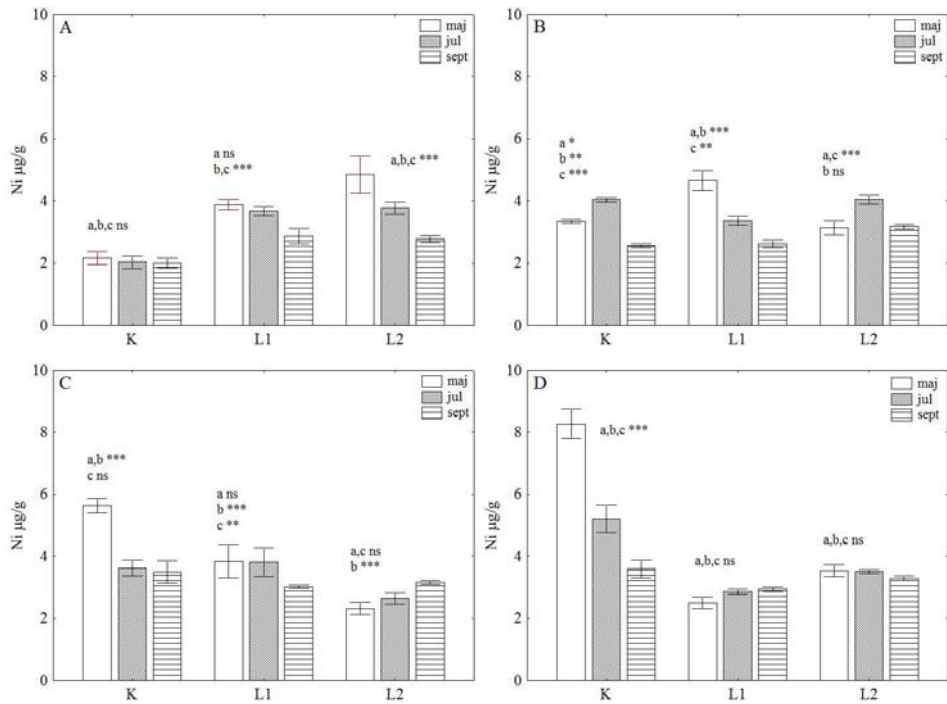 A
maj
jul
sept
Ni µg/g
10
8
6
4
2
0
a,b,c ns
a ns
b,c ***
a,b,c ***
K
L1
L2
B
maj
jul
sept
Ni µg/g
10
8
6
4
2
0
a *
b **
c ***
a,b ***
c **
a,c ***
b ns
K
L1
L2
C
maj
jul
sept
Ni µg/g
10
8
6
4
2
0
a,b ***
c ns
a ns
b ***
c **
a,c ns
b ***
K
L1
L2
D
maj
jul
sept
Ni µg/g
10
8
6
4
2
0
a,b,c ***
a,b,c ns
a,b,c ns
K
L1
L2